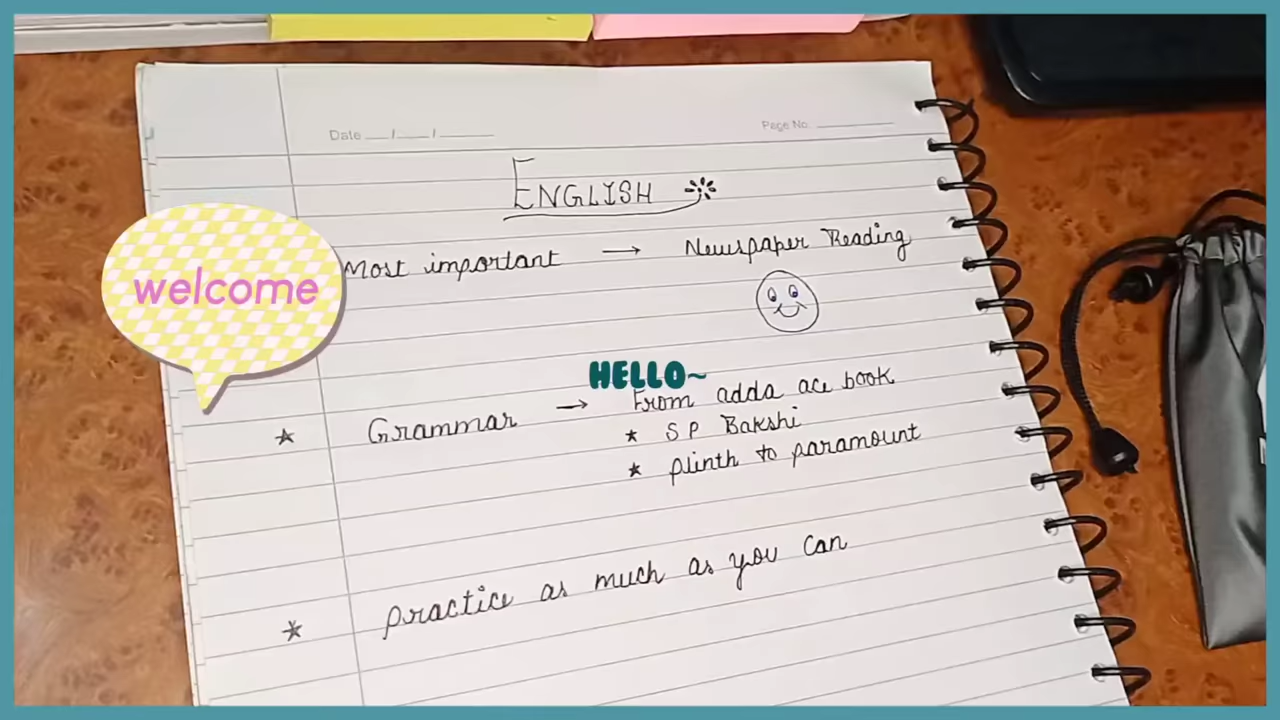 Date / /
Page No.
ENGLISH
Most important → Newspaper Reading
welcome
HELLO~
★ Grammar → From adda ace book
★ SP Bakshi
★ plinth to paramount
★ practice as much as you can